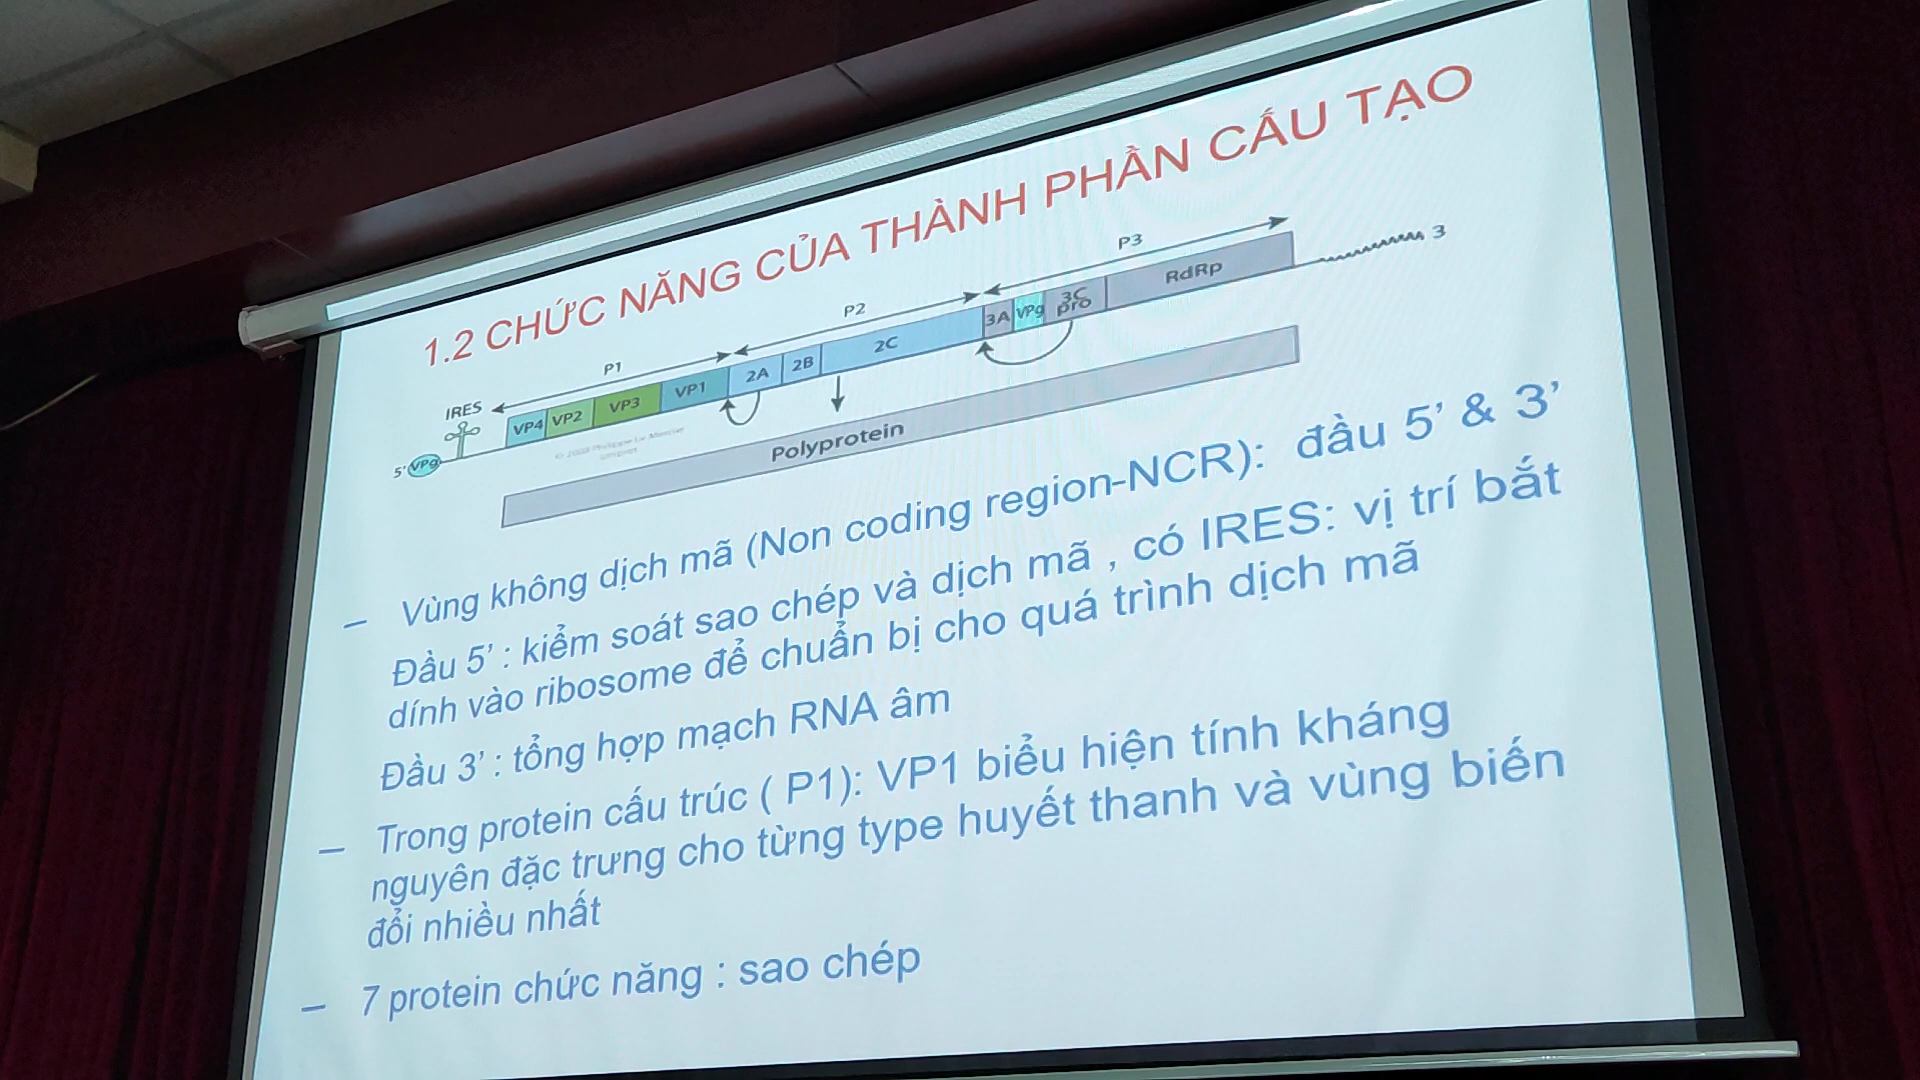 1.2 CHỨC NĂNG CỦA THÀNH PHẦN CẤU TẠO
P1
P2
P3
IRES
5' VPg
VP4 VP2 VP3 VP1 2A 2B 2C 3A VPg 3C pro RdRp
3
Polyprotein
– Vùng không dịch mã (Non coding region-NCR): đầu 5’ & 3’
Đầu 5’ : kiểm soát sao chép và dịch mã , có IRES: vị trí bắt
dính vào ribosome để chuẩn bị cho quá trình dịch mã
Đầu 3’ : tổng hợp mạch RNA âm
– Trong protein cấu trúc ( P1): VP1 biểu hiện tính kháng
nguyên đặc trưng cho từng type huyết thanh và vùng biến
đổi nhiều nhất
– 7 protein chức năng : sao chép